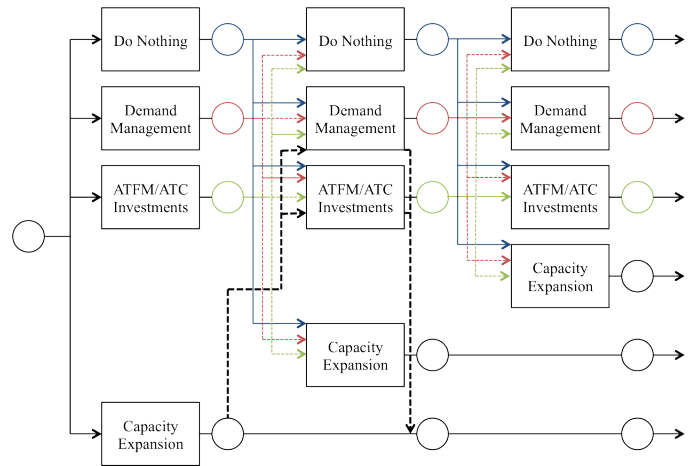 Do Nothing
Do Nothing
Do Nothing
Demand
Management
Demand
Management
Demand
Management
ATFM/ATC
Investments
ATFM/ATC
Investments
ATFM/ATC
Investments
Capacity
Expansion
Capacity
Expansion
Capacity
Expansion